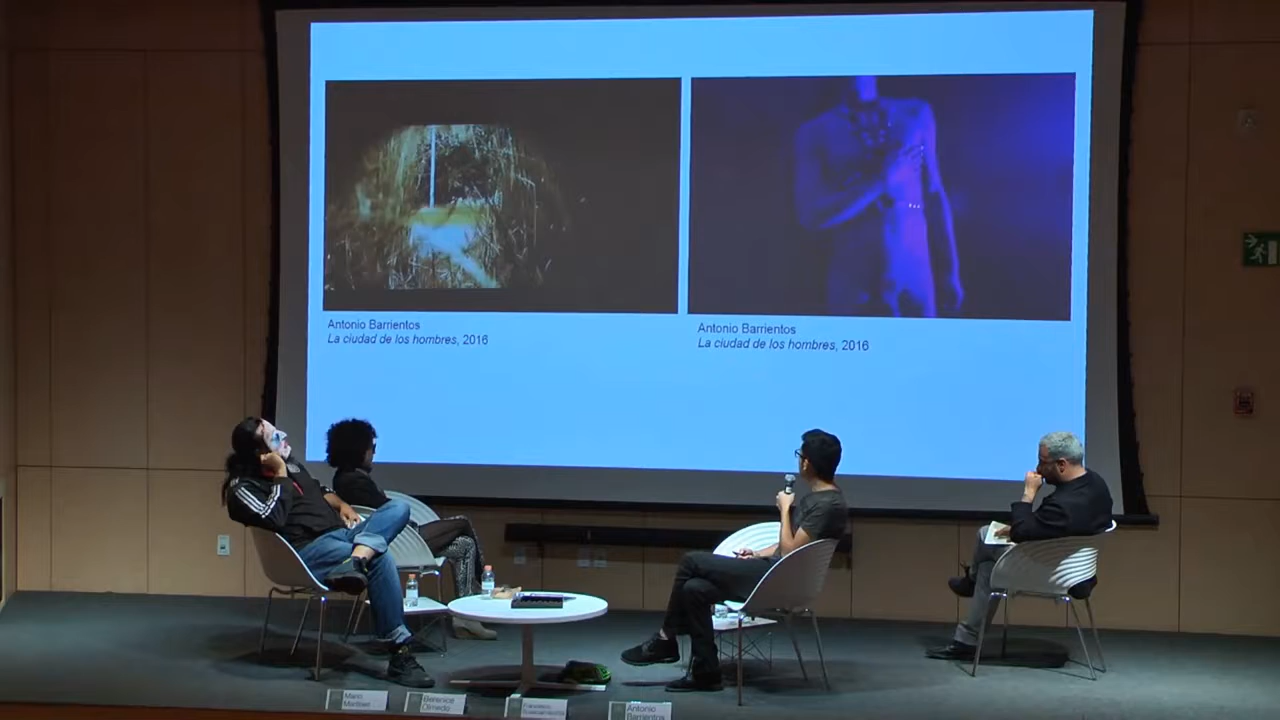 Antonio Barrientos
La ciudad de los hombres, 2016
Antonio Barrientos
La ciudad de los hombres, 2016
Berenice
Olmedo
Antonio
Barrientos